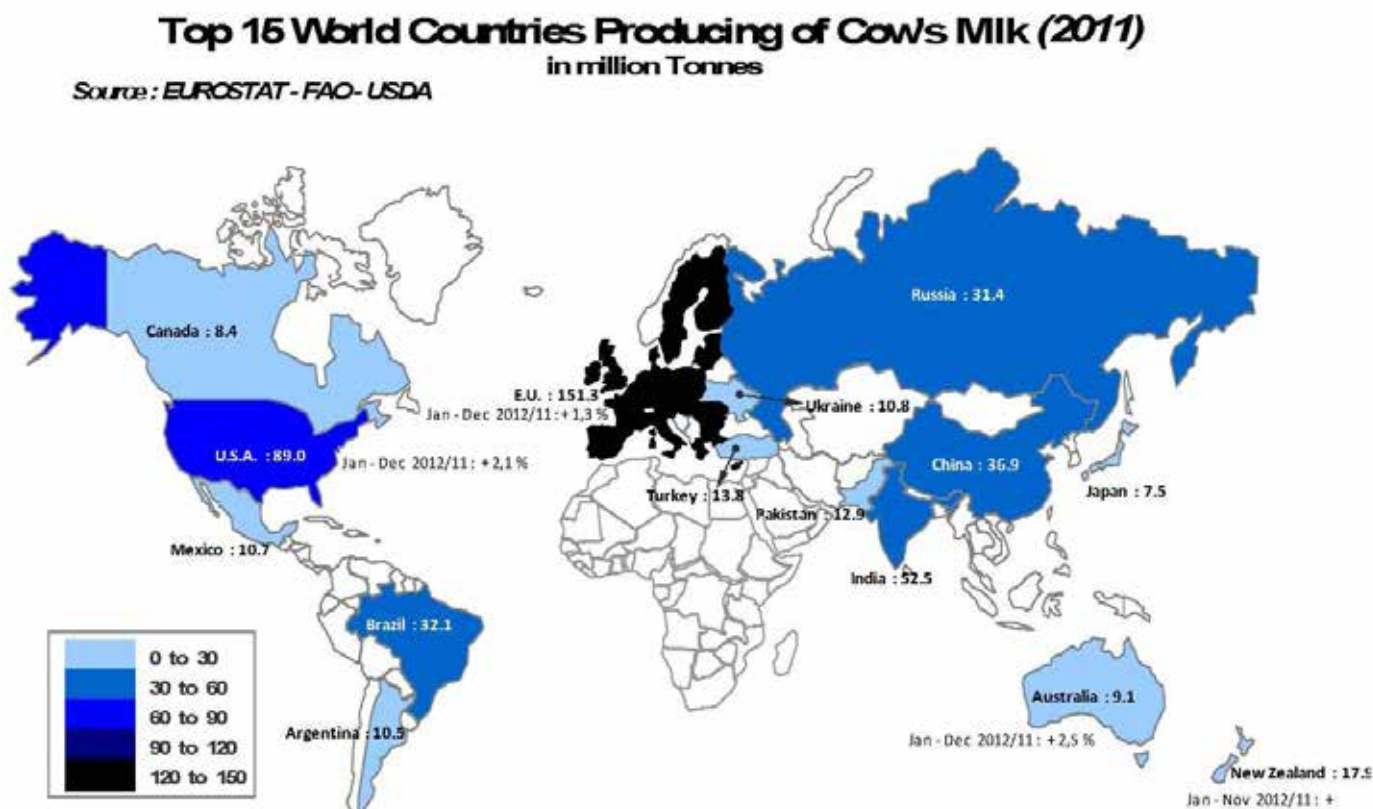 Top 15 World Countries Producing of Cow's Mlk (2011)
in million Tonnes
Source : EUROSTAT - FAO - USDA
Russia : 31.4
Canada : 8.4
E.U. : 151.3
Jan - Dec 2012/11 : + 1,3 %
Ukraine : 10.8
U.S.A. : 89.0
Jan - Dec 2012/11 : + 2,1 %
China : 36.9
Japan : 7.5
Turkey : 13.8
Pakistan : 12.9
Mexico : 10.7
India : 52.5
Brazil : 32.1
0 to 30
30 to 60
60 to 90
90 to 120
120 to 150
Argentina : 10.5
Australia : 9.1
Jan - Dec 2012/11 : + 2,5 %
New Zealand : 17.9
Jan - Nov 2012/11 : +